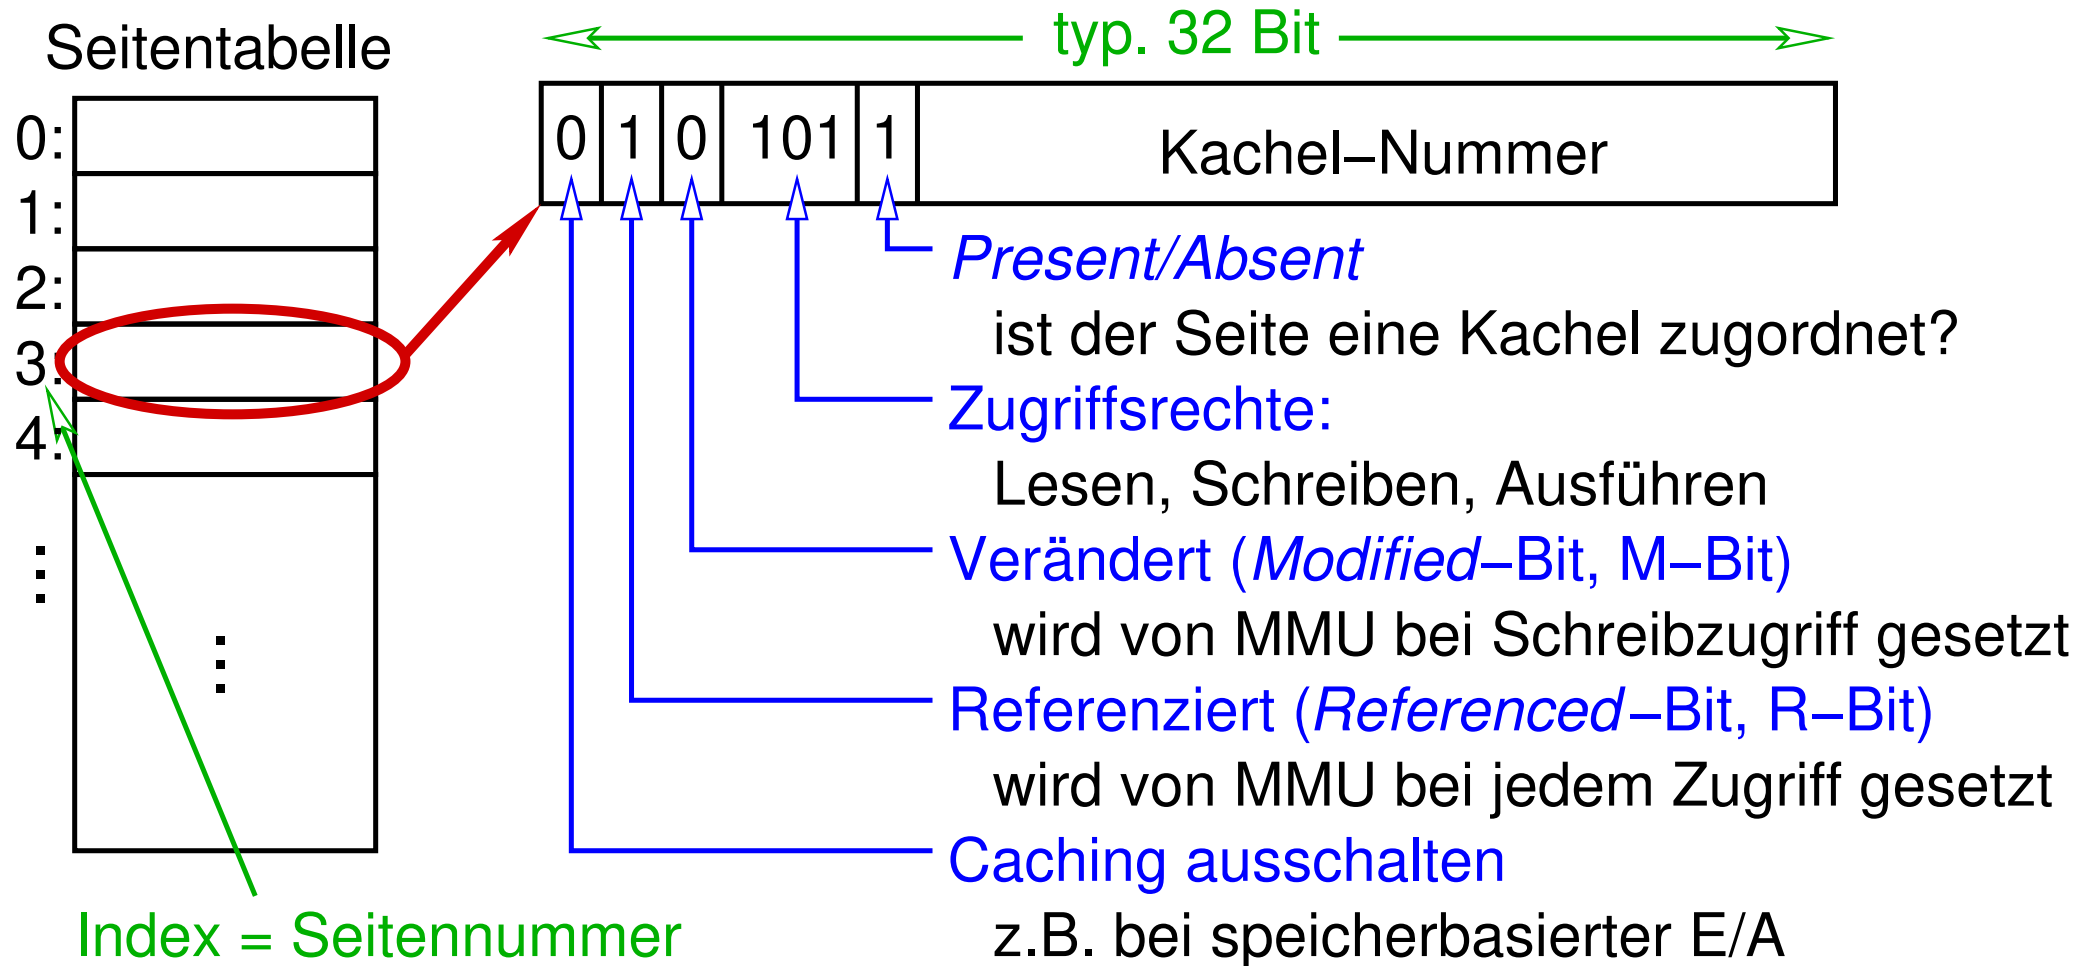 Seitentabelle
typ. 32 Bit
0:
1:
2:
3:
4:
0 1 0 101 1 Kachel–Nummer
Present/Absent
ist der Seite eine Kachel zugordnet?
Zugriffsrechte:
Lesen, Schreiben, Ausführen
Verändert (Modified–Bit, M–Bit)
wird von MMU bei Schreibzugriff gesetzt
Referenziert (Referenced–Bit, R–Bit)
wird von MMU bei jedem Zugriff gesetzt
Caching ausschalten
z.B. bei speicherbasierter E/A
Index = Seitennummer